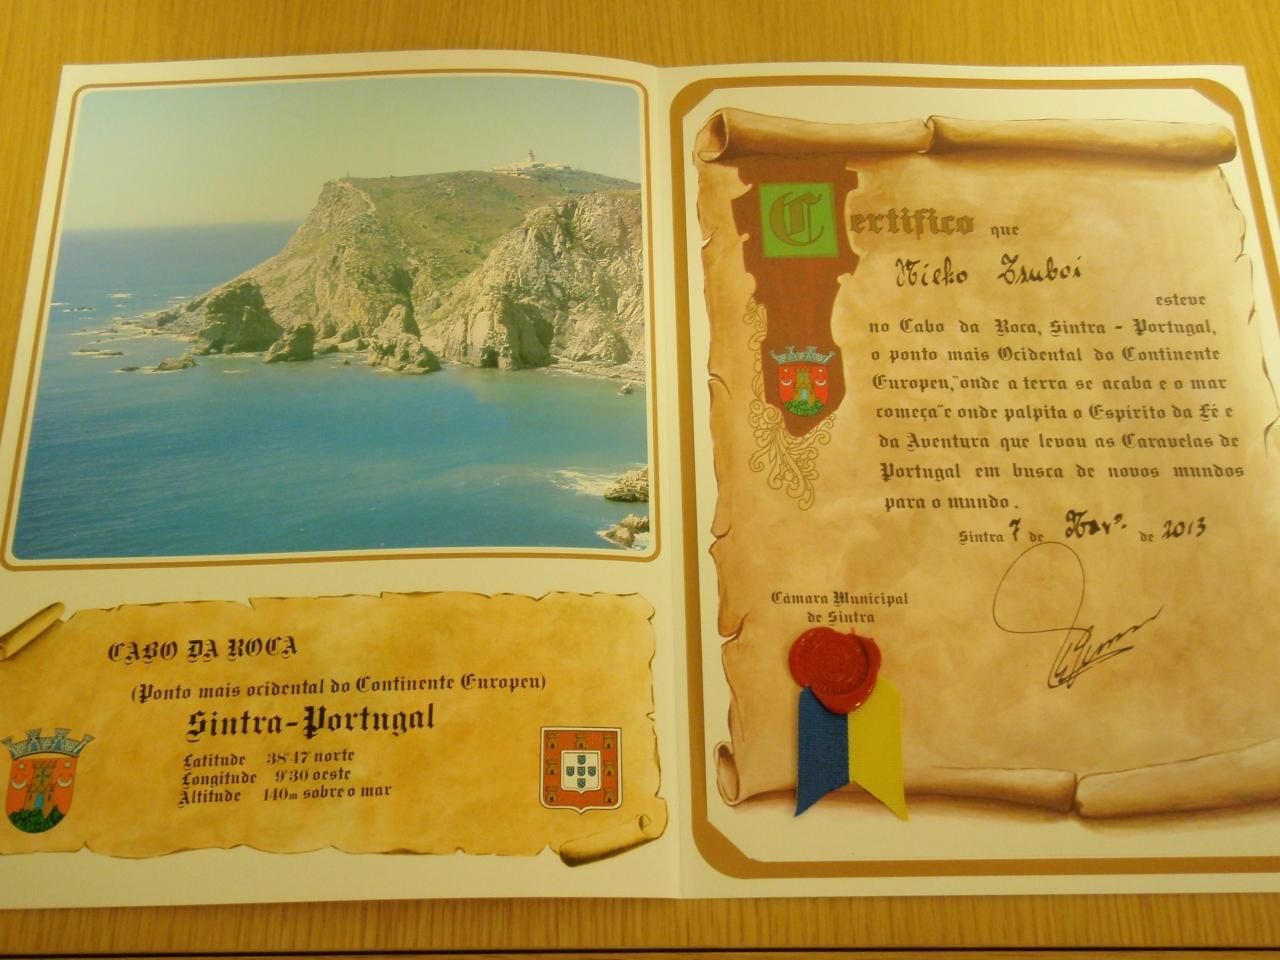 CABO DA ROCA
(Ponto mais ocidental do Continente Europeu)
Sintra-Portugal
Latitude 38°47' norte
Longitude 9°30' oeste
Altitude 140m sobre o mar
Certifico que
Mieko Tsuboi
esteve
no Cabo da Roca, Sintra - Portugal,
o ponto mais Ocidental do Continente
Europeu,"onde a terra se acaba e o mar
começa"e onde palpita o Espírito da Fé e
da Aventura que levou as Caravelas de
Portugal em busca de novos mundos
para o mundo.
Sintra 7 de Novº. de 2013
Câmara Municipal
de Sintra